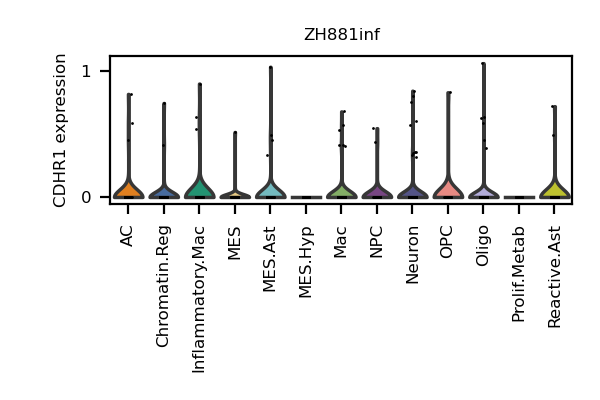 ZH881inf
CDHR1 expression
1
0
AC
Chromatin.Reg
Inflammatory.Mac
MES
MES.Ast
MES.Hyp
Mac
NPC
Neuron
OPC
Oligo
Prolif.Metab
Reactive.Ast